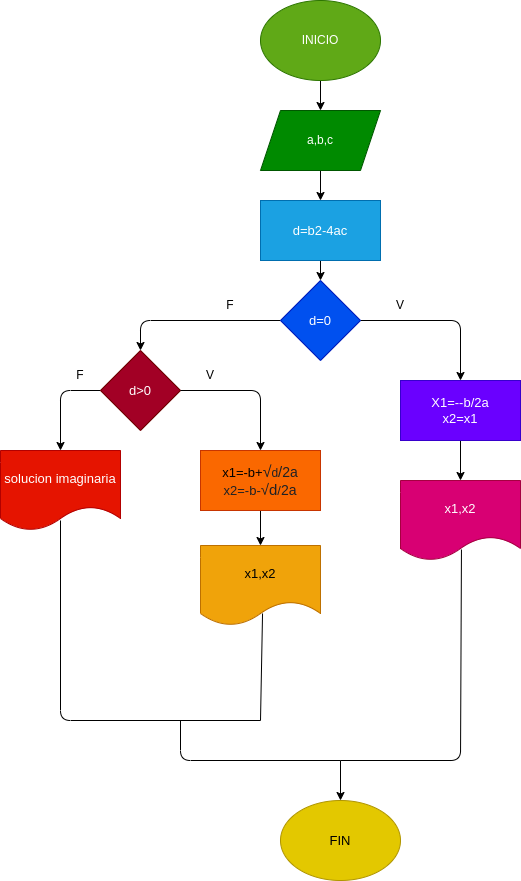 INICIO
a,b,c
d=b2-4ac
d=0
F
V
d>0
F
V
X1=--b/2a
x2=x1
solucion imaginaria
x1=-b+√d/2a
x2=-b-√d/2a
x1,x2
x1,x2
FIN